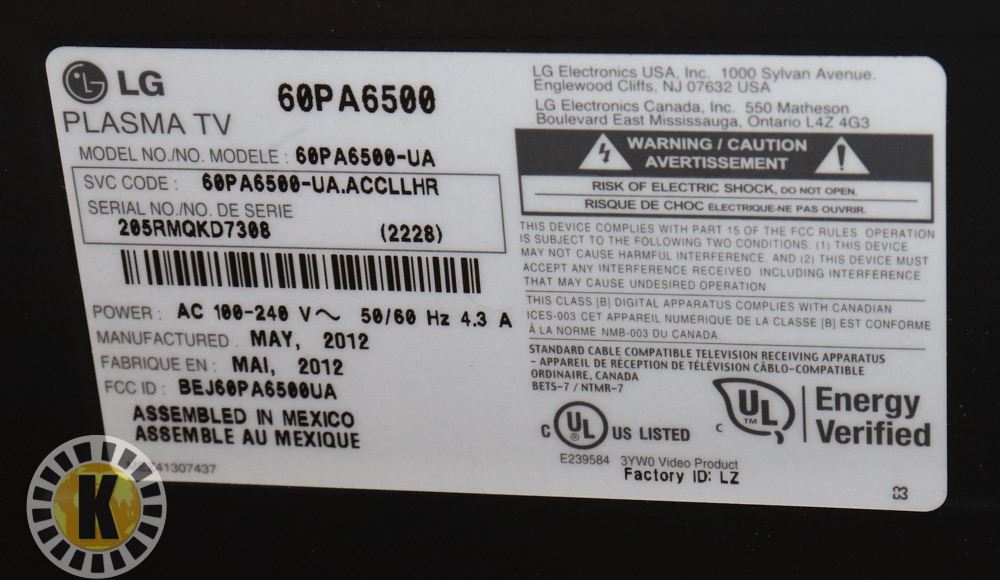 LG
60PA6500
PLASMA TV
MODEL NO./NO. MODELE : 60PA6500-UA
SVC CODE : 60PA6500-UA.ACCLLHR
SERIAL NO./NO. DE SERIE
205RMQKD7308 (2228)
POWER : AC 100-240 V～ 50/60 Hz 4.3 A
MANUFACTURED : MAY, 2012
FABRIQUE EN : MAI, 2012
FCC ID : BEJ60PA6500UA
ASSEMBLED IN MEXICO
ASSEMBLE AU MEXIQUE
41307437
LG Electronics USA, Inc. 1000 Sylvan Avenue,
Englewood Cliffs, NJ 07632 USA
LG Electronics Canada, Inc. 550 Matheson
Boulevard East Mississauga, Ontario L4Z 4G3
WARNING / CAUTION
AVERTISSEMENT
RISK OF ELECTRIC SHOCK, DO NOT OPEN.
RISQUE DE CHOC ELECTRIQUE-NE PAS OUVRIR.
THIS DEVICE COMPLIES WITH PART 15 OF THE FCC RULES OPERATION
IS SUBJECT TO THE FOLLOWING TWO CONDITIONS: (1) THIS DEVICE
MAY NOT CAUSE HARMFUL INTERFERENCE, AND (2) THIS DEVICE MUST
ACCEPT ANY INTERFERENCE RECEIVED INCLUDING INTERFERENCE
THAT MAY CAUSE UNDESIRED OPERATION
THIS CLASS [B] DIGITAL APPARATUS COMPLIES WITH CANADIAN
ICES-003 CET APPAREIL NUMÉRIQUE DE LA CLASSE [B] EST CONFORME
À LA NORME NMB-003 DU CANADA.
STANDARD CABLE COMPATIBLE TELEVISION RECEIVING APPARATUS
- APPAREIL DE RÉCEPTION DE TÉLÉVISION CÂBLO-COMPATIBLE
ORDINAIRE, CANADA
BETS-7 / NTMR-7
C UL ® US LISTED
E239584 3YW0 Video Product
Factory ID: LZ
C UL TM Energy
Verified
03
K